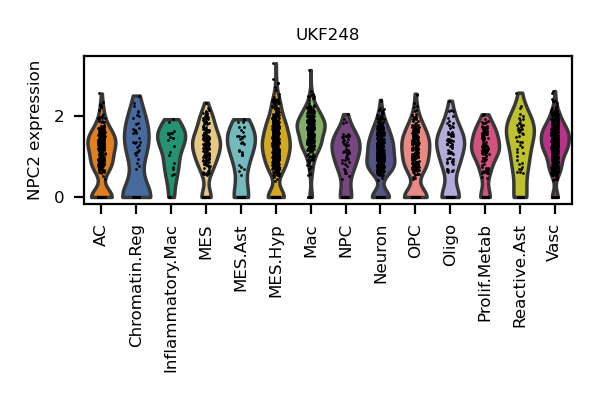 UKF248
NPC2 expression
2
0
AC
Chromatin.Reg
Inflammatory.Mac
MES
MES.Ast
MES.Hyp
Mac
NPC
Neuron
OPC
Oligo
Prolif.Metab
Reactive.Ast
Vasc